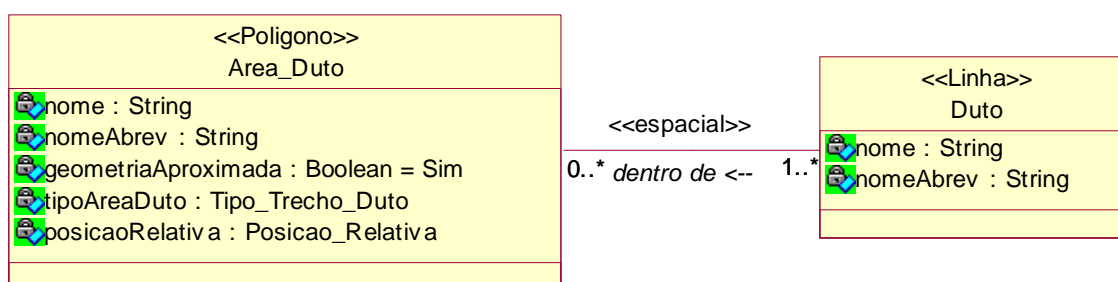 <<Poligono>>
Area_Duto
nome : String
nomeAbrev : String
geometriaAproximada : Boolean = Sim
tipoAreaDuto : Tipo_Trecho_Duto
posicaoRelativa : Posicao_Relativa
<<espacial>>
0..* dentro de <-- 1..*
<<Linha>>
Duto
nome : String
nomeAbrev : String